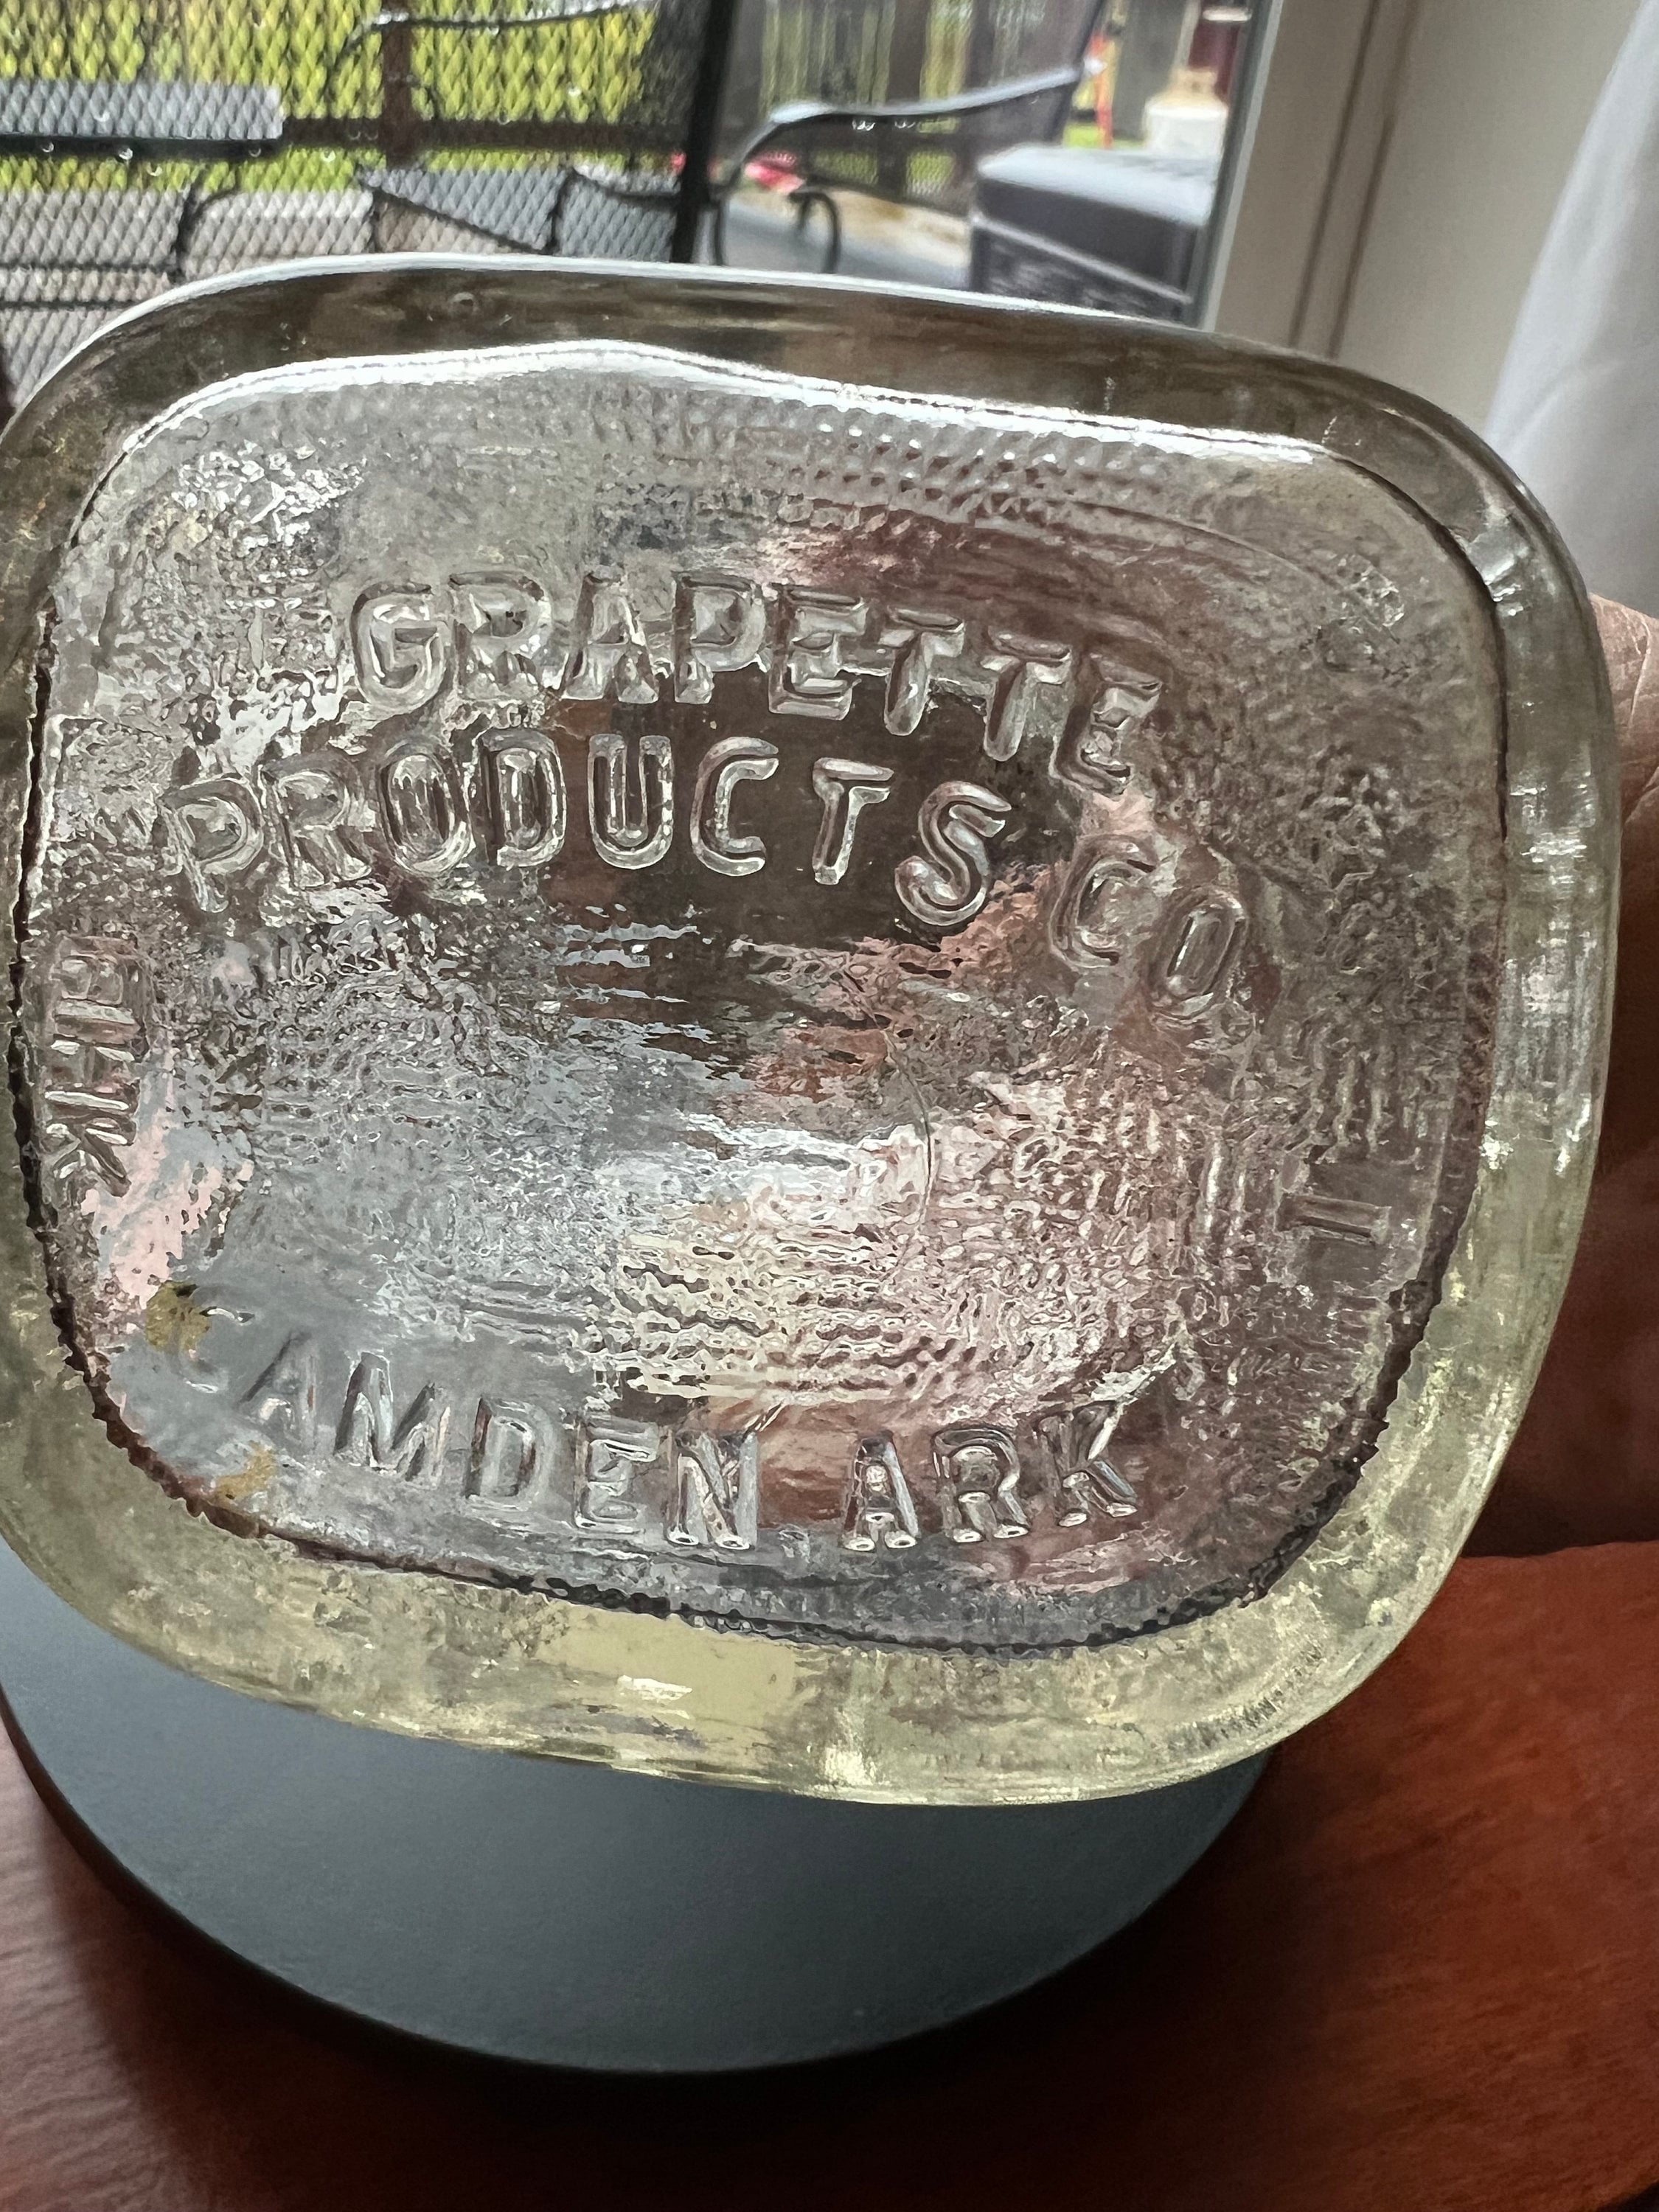 GRAPETTE
PRODUCTS CO
CAMDEN, ARK